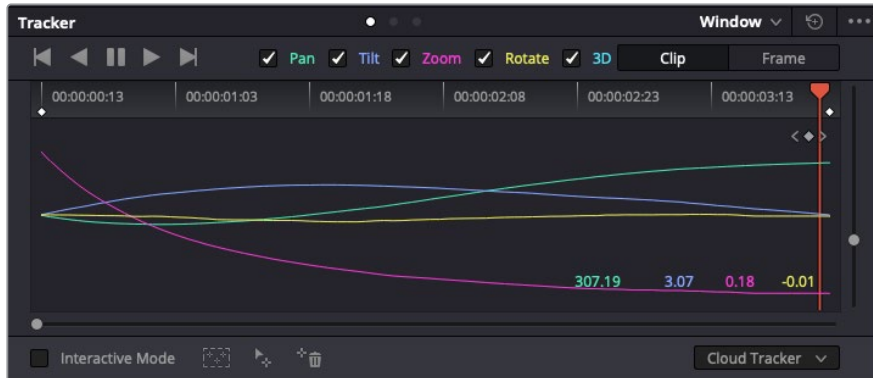 Tracker Window
Pan Tilt Zoom Rotate 3D Clip Frame
00:00:00:13 00:00:01:03 00:00:01:18 00:00:02:08 00:00:02:23 00:00:03:13
307.19 3.07 0.18 -0.01
Interactive Mode Cloud Tracker